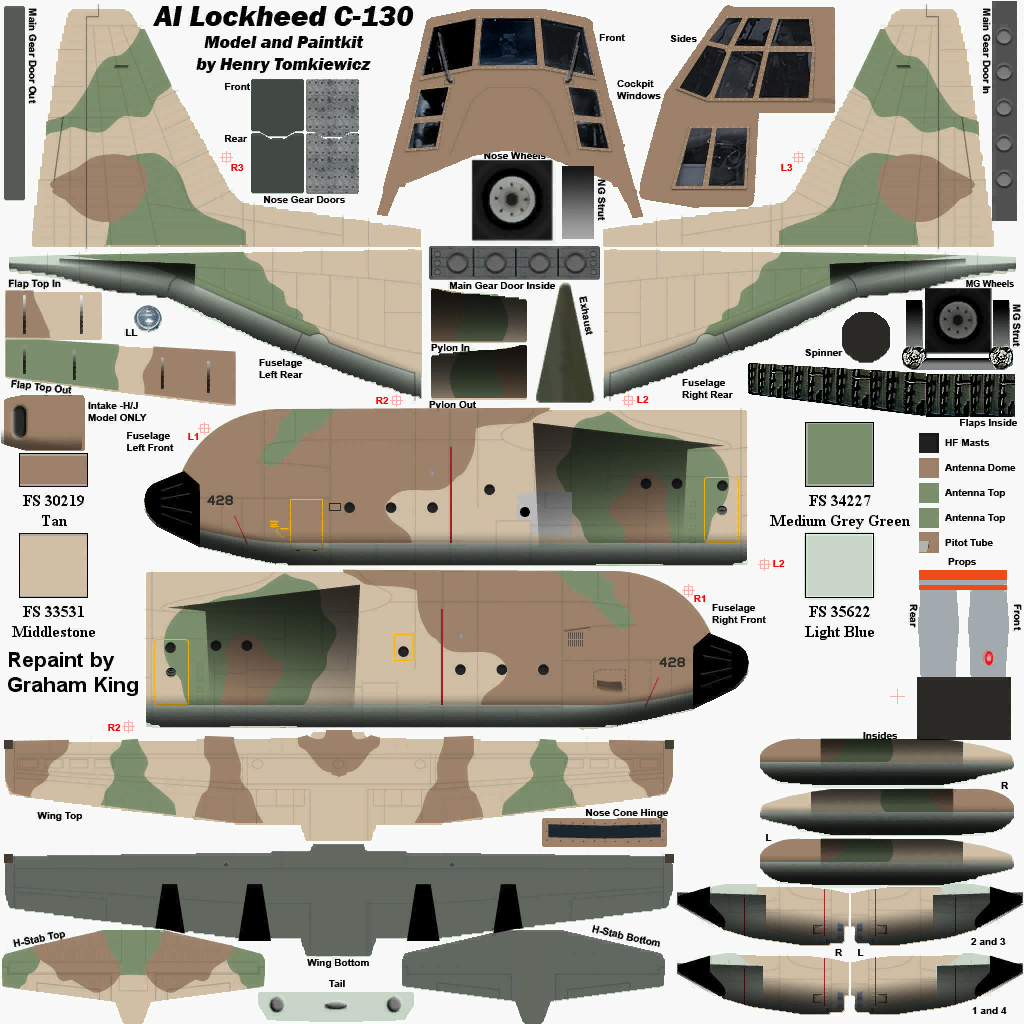 AI Lockheed C-130
Model and Paintkit
by Henry Tomkiewicz
Main Gear Door Out
Front
Rear
R3
Nose Gear Doors
Front
Sides
Cockpit
Windows
Nose Wheels
NG Strut
L3
Main Gear Door In
Flap Top In
LL
Flap Top Out
Fuselage
Left Rear
R2
Main Gear Door Inside
Pylon In
Pylon Out
Exhaust
Fuselage
Right Rear
L2
Spinner
MG Wheels
MG Strut
Flaps Inside
Intake -H/J
Model ONLY
Fuselage
Left Front
L1
428
FS 30219
Tan
FS 33531
Middlestone
FS 34227
Medium Grey Green
FS 35622
Light Blue
HF Masts
Antenna Dome
Antenna Top
Antenna Top
Pitot Tube
Props
Rear
Front
L2
R1
Fuselage
Right Front
428
Repaint by
Graham King
R2
Wing Top
Nose Cone Hinge
Insides
R
L
H-Stab Top
Wing Bottom
H-Stab Bottom
Tail
2 and 3
R
L
1 and 4